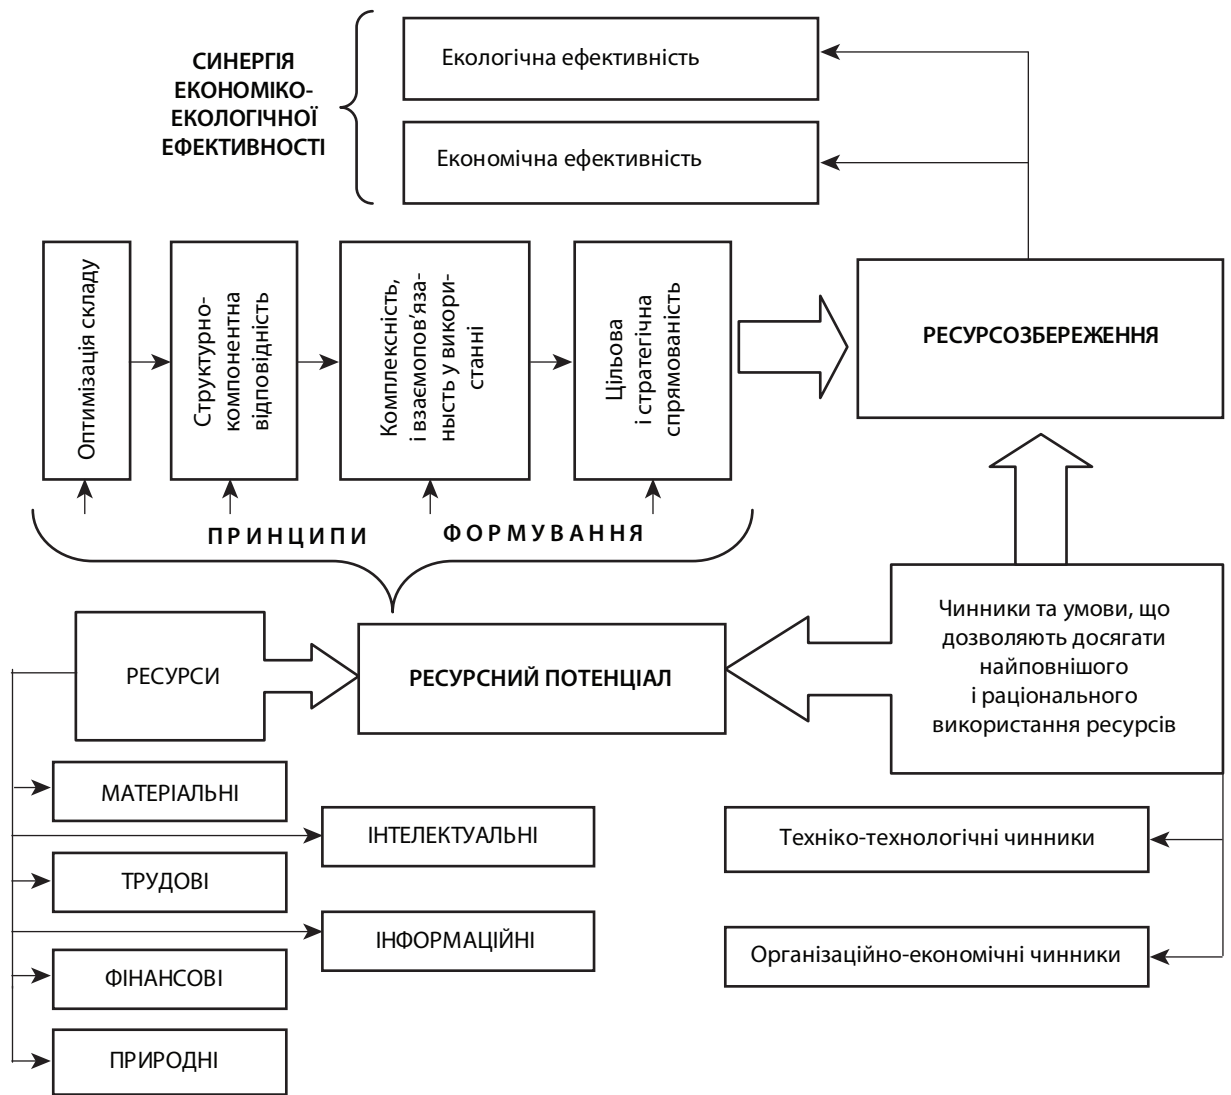 СИНЕРГІЯ
ЕКОНОМІКО-
ЕКОЛОГІЧНОЇ
ЕФЕКТИВНОСТІ
Екологічна ефективність
Економічна ефективність
Оптимізація складу
Структурно-
компонентна
відповідність
Комплексність,
і взаємопов’яза-
нысть у викори-
станні
Цільова
і стратегічна
спрямованість
РЕСУРСОЗБЕРЕЖЕННЯ
ПРИНЦИПИ ФОРМУВАННЯ
РЕСУРСИ
РЕСУРСНИЙ ПОТЕНЦІАЛ
Чинники та умови, що
дозволяють досягати
найповнішого
і раціонального
використання ресурсів
МАТЕРІАЛЬНІ
ІНТЕЛЕКТУАЛЬНІ
ТРУДОВІ
ІНФОРМАЦІЙНІ
ФІНАНСОВІ
ПРИРОДНІ
Техніко-технологічні чинники
Організаційно-економічні чинники